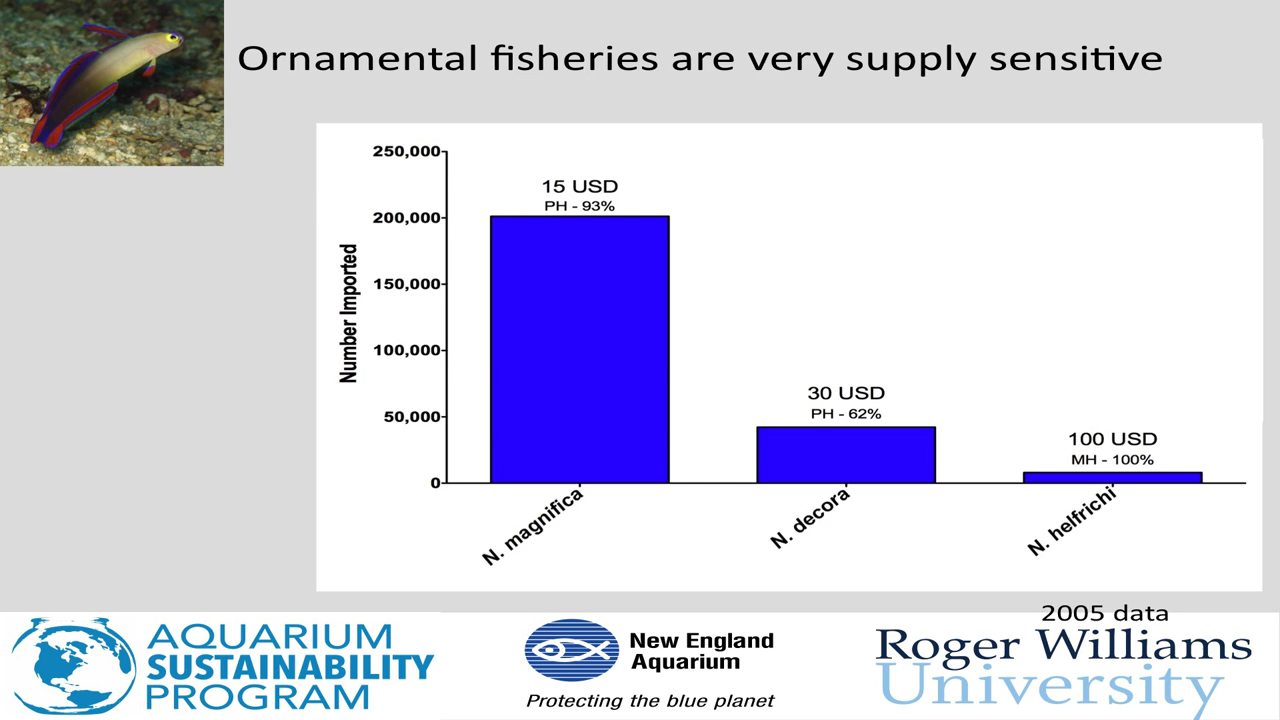 Ornamental fisheries are very supply sensitive
250,000
200,000
150,000
100,000
50,000
0
Number Imported
15 USD
PH - 93%
30 USD
PH - 62%
100 USD
MH - 100%
N. magnifica
N. decora
N. helfrichi
2005 data
AQUARIUM
SUSTAINABILITY
PROGRAM
New England
Aquarium
Protecting the blue planet
Roger Williams
University